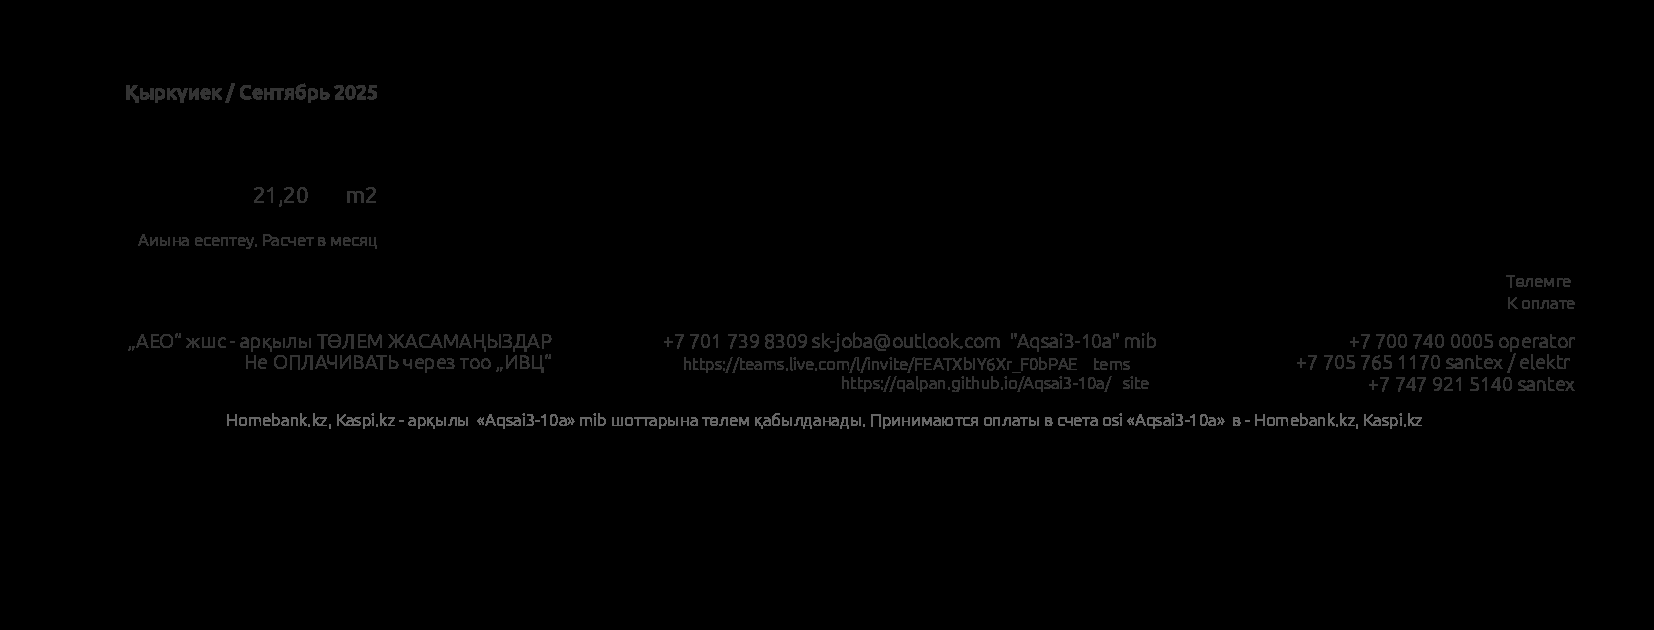 Қыркүиек / Сентябрь 2025
21,20 m2
Аиына есептеу. Расчет в месяц
Төлемге
К оплате
„АЕО“ жшс - арқылы ТӨЛЕМ ЖАСАМАҢЫЗДАР
Не ОПЛАЧИВАТЬ через тоо „ИВЦ“
+7 701 739 8309 sk-joba@outlook.com "Aqsai3-10a" mib
https://teams.live.com/l/invite/FEATXbIY6Xr_F0bPAE tems
https://qalpan.github.io/Aqsai3-10a/ site
+7 700 740 0005 operator
+7 705 765 1170 santex / elektr
+7 747 921 5140 santex
Homebank.kz, Kaspi.kz - арқылы «Aqsai3-10a» mib шоттарына төлем қабылданады. Принимаются оплаты в счета osi «Aqsai3-10a» в - Homebank.kz, Kaspi.kz